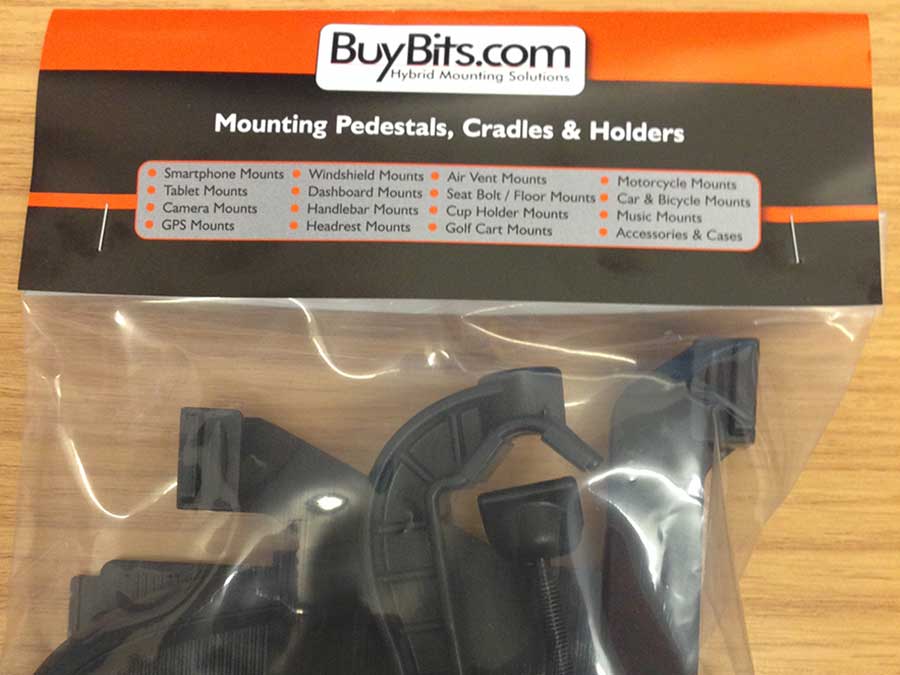 BuyBits.com
Hybrid Mounting Solutions
Mounting Pedestals, Cradles & Holders
• Smartphone Mounts
• Tablet Mounts
• Camera Mounts
• GPS Mounts
• Windshield Mounts
• Dashboard Mounts
• Handlebar Mounts
• Headrest Mounts
• Air Vent Mounts
• Seat Bolt / Floor Mounts
• Cup Holder Mounts
• Golf Cart Mounts
• Motorcycle Mounts
• Car & Bicycle Mounts
• Music Mounts
• Accessories & Cases